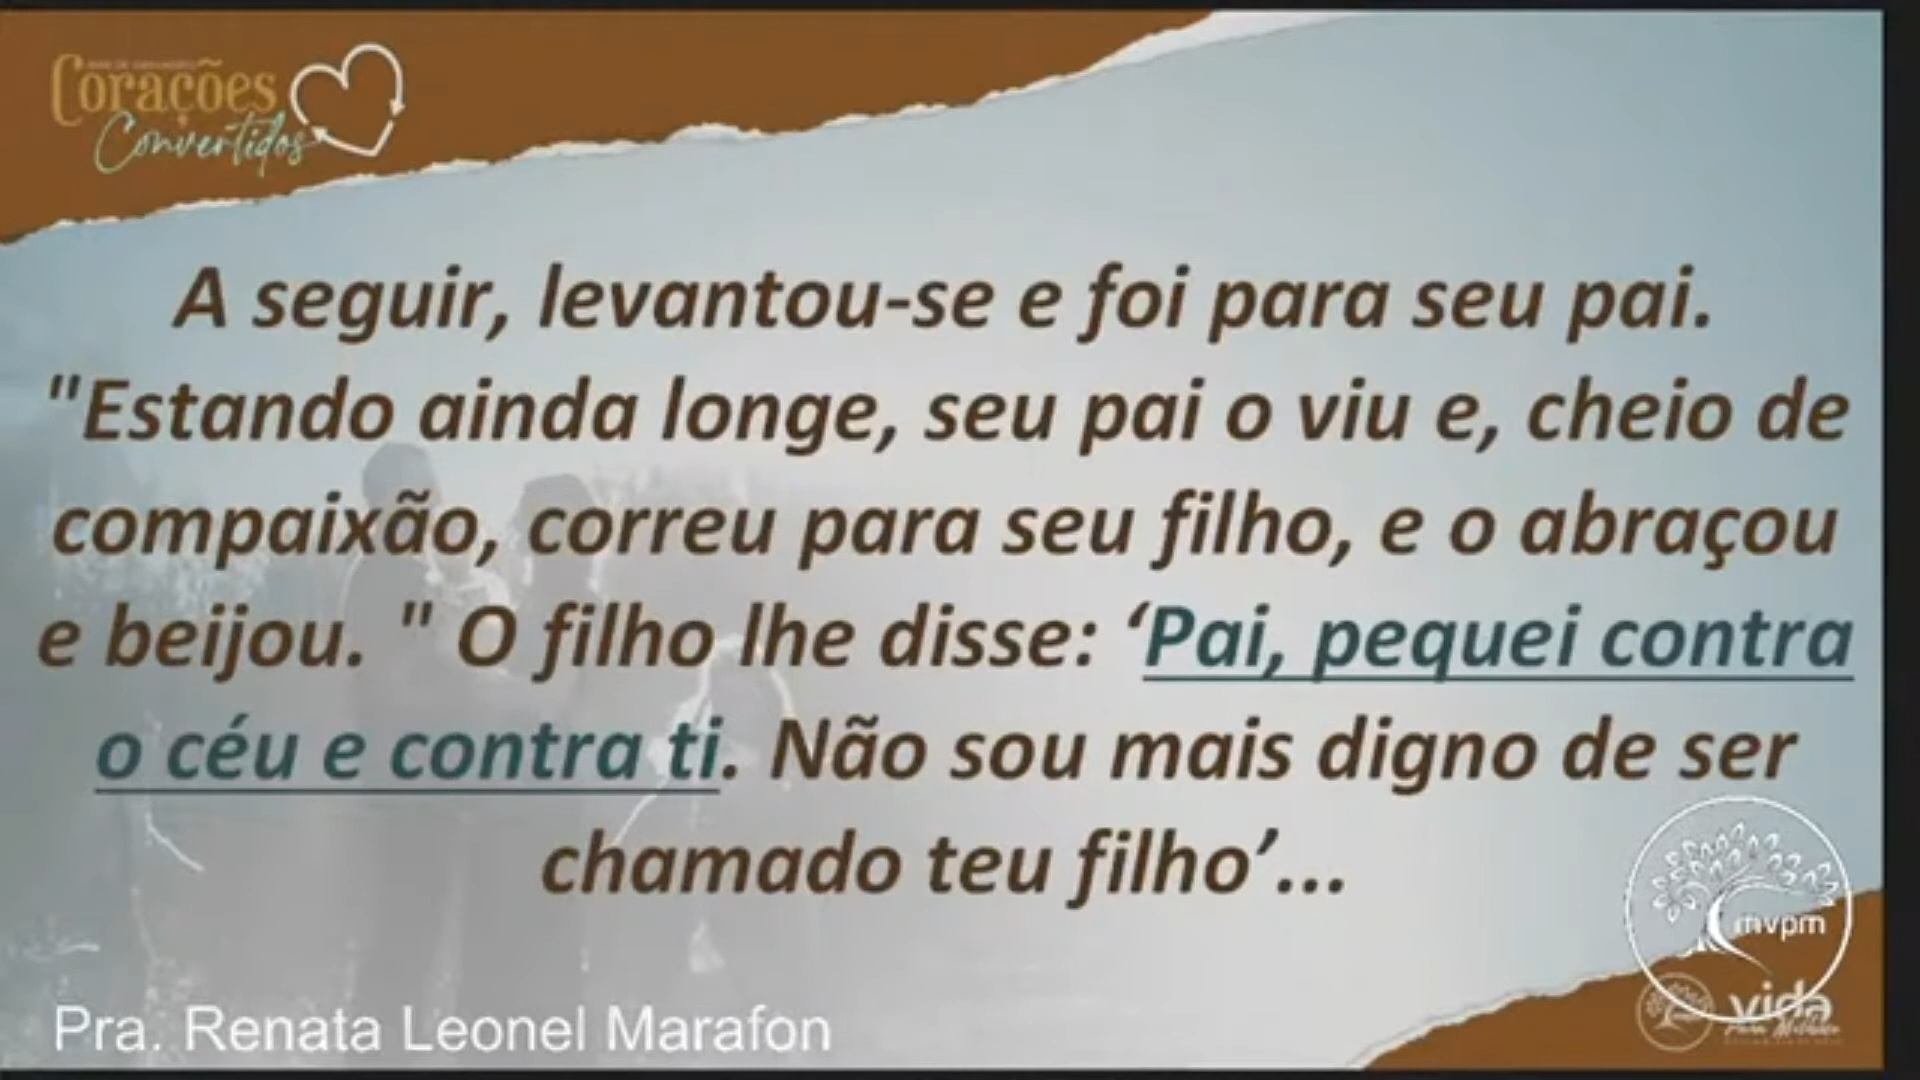 Corações
Convertidos
A seguir, levantou-se e foi para seu pai.
"Estando ainda longe, seu pai o viu e, cheio de
compaixão, correu para seu filho, e o abraçou
e beijou. " O filho lhe disse: ‘Pai, pequei contra
o céu e contra ti. Não sou mais digno de ser
chamado teu filho’...
mvpm
vida
Pra. Renata Leonel Marafon